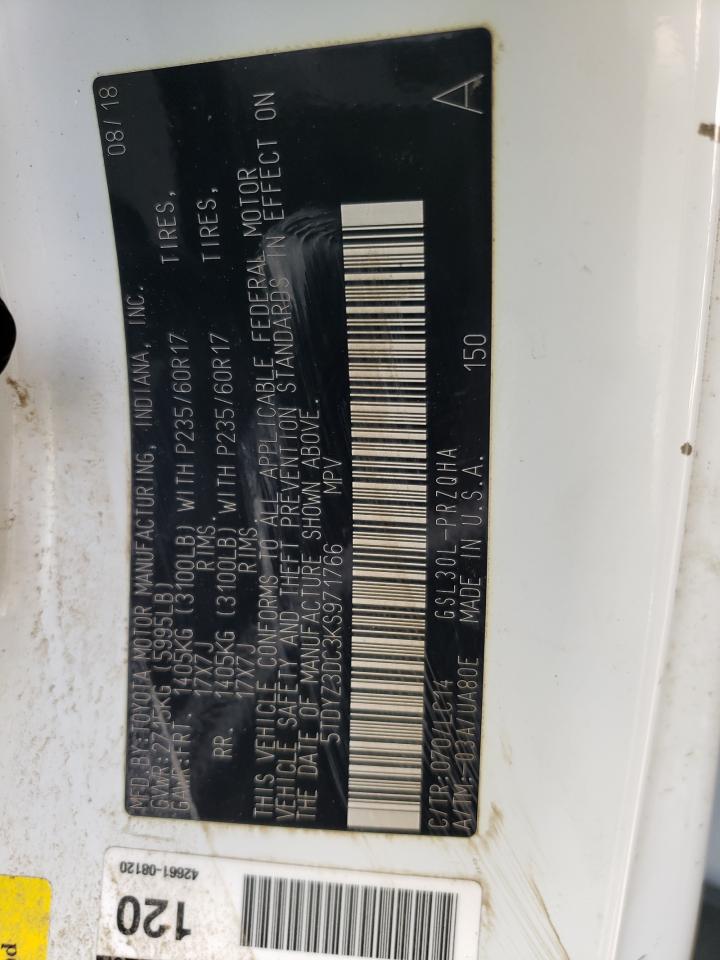 MFD BY:TOYOTA MOTOR MANUFACTURING, INDIANA, INC. 08/18
GVWR:2715KG (5995LB)
GAWR:FRT. 1405KG (3100LB) WITH P235/60R17 TIRES,
17X7J RIMS.
RR. 1405KG (3100LB) WITH P235/60R17 TIRES,
17X7J RIMS.
THIS VEHICLE CONFORMS TO ALL APPLICABLE FEDERAL MOTOR
VEHICLE SAFETY AND THEFT PREVENTION STANDARDS IN EFFECT ON
THE DATE OF MANUFACTURE SHOWN ABOVE.
5TDYZ3DC3KS971766 MPV
A
C/TR:070/LC14 GSL30L-PRZQHA
A/TM:-03A/UA80E MADE IN U.S.A. 150
42661-08120
120